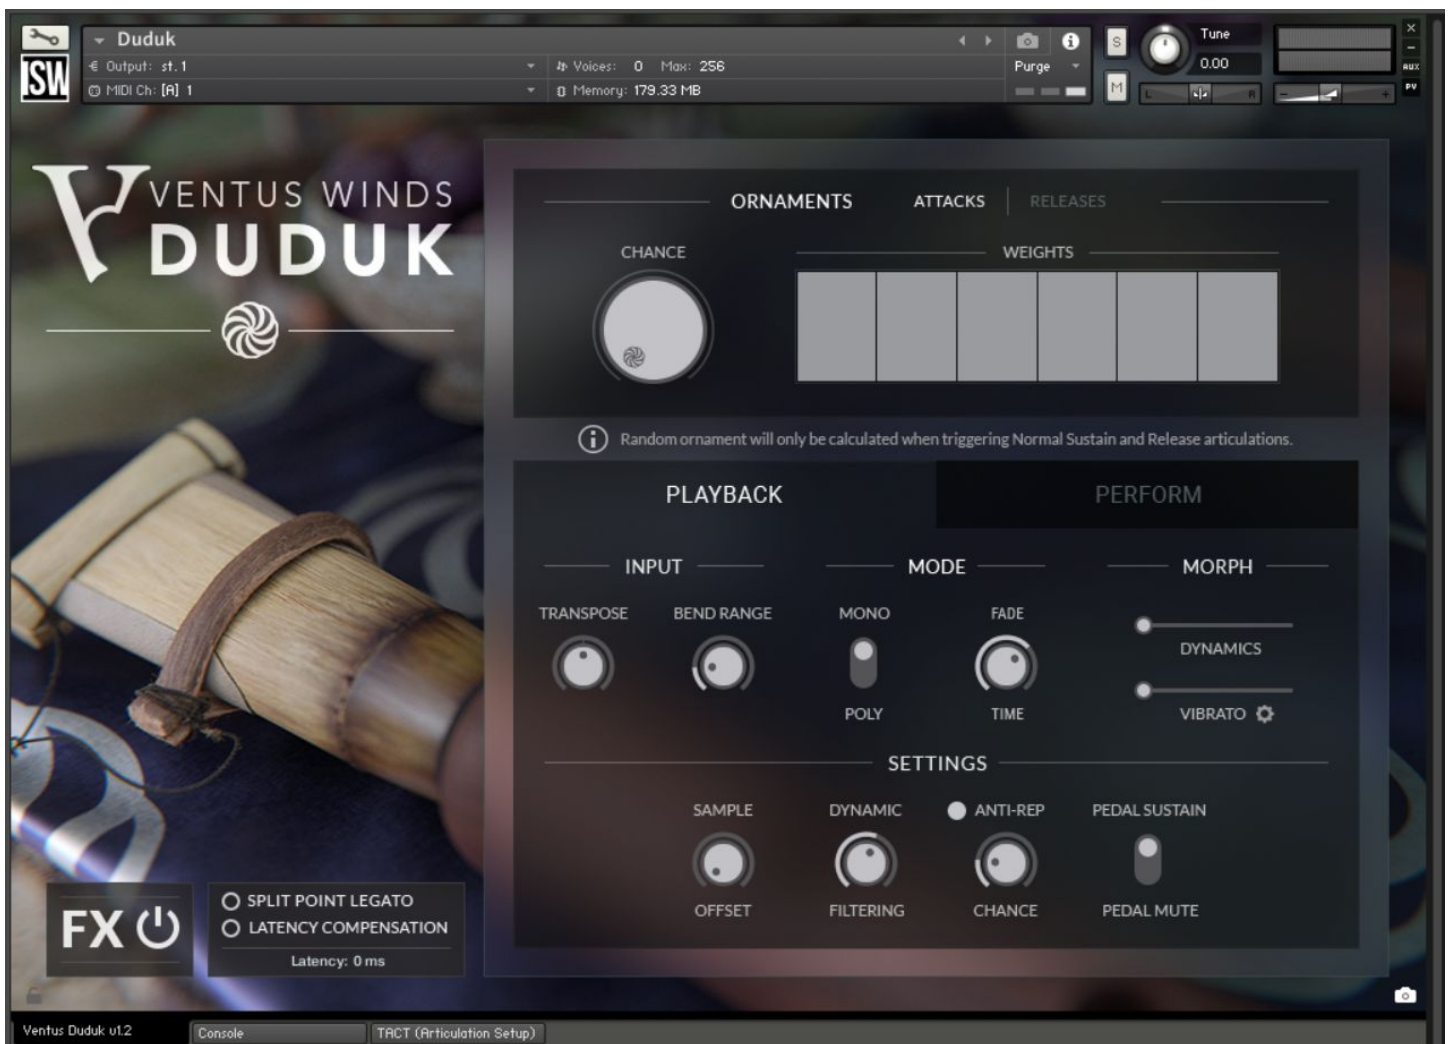 Duduk
Output: st.1
Voices: 0 Max: 256
Purge
MIDI Ch: [A] 1
Memory: 179.33 MB
S
M
Tune
0.00
L R
- +
×
-
AUX
PV
ISW
VENTUS WINDS
DUDUK
ORNAMENTS ATTACKS RELEASES
CHANCE WEIGHTS
i Random ornament will only be calculated when triggering Normal Sustain and Release articulations.
PLAYBACK PERFORM
INPUT MODE MORPH
TRANSPOSE BEND RANGE MONO FADE
DYNAMICS
POLY TIME VIBRATO
SETTINGS
SAMPLE DYNAMIC ANTI-REP PEDAL SUSTAIN
OFFSET FILTERING CHANCE PEDAL MUTE
FX
SPLIT POINT LEGATO
LATENCY COMPENSATION
Latency: 0 ms
Ventus Duduk v1.2 Console TACT (Articulation Setup)